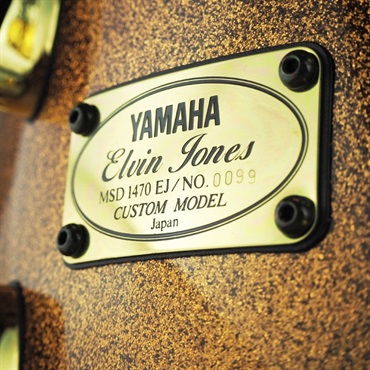 YAMAHA
Elvin Jones
MSD 1470 EJ/NO. 0099
CUSTOM MODEL
Japan